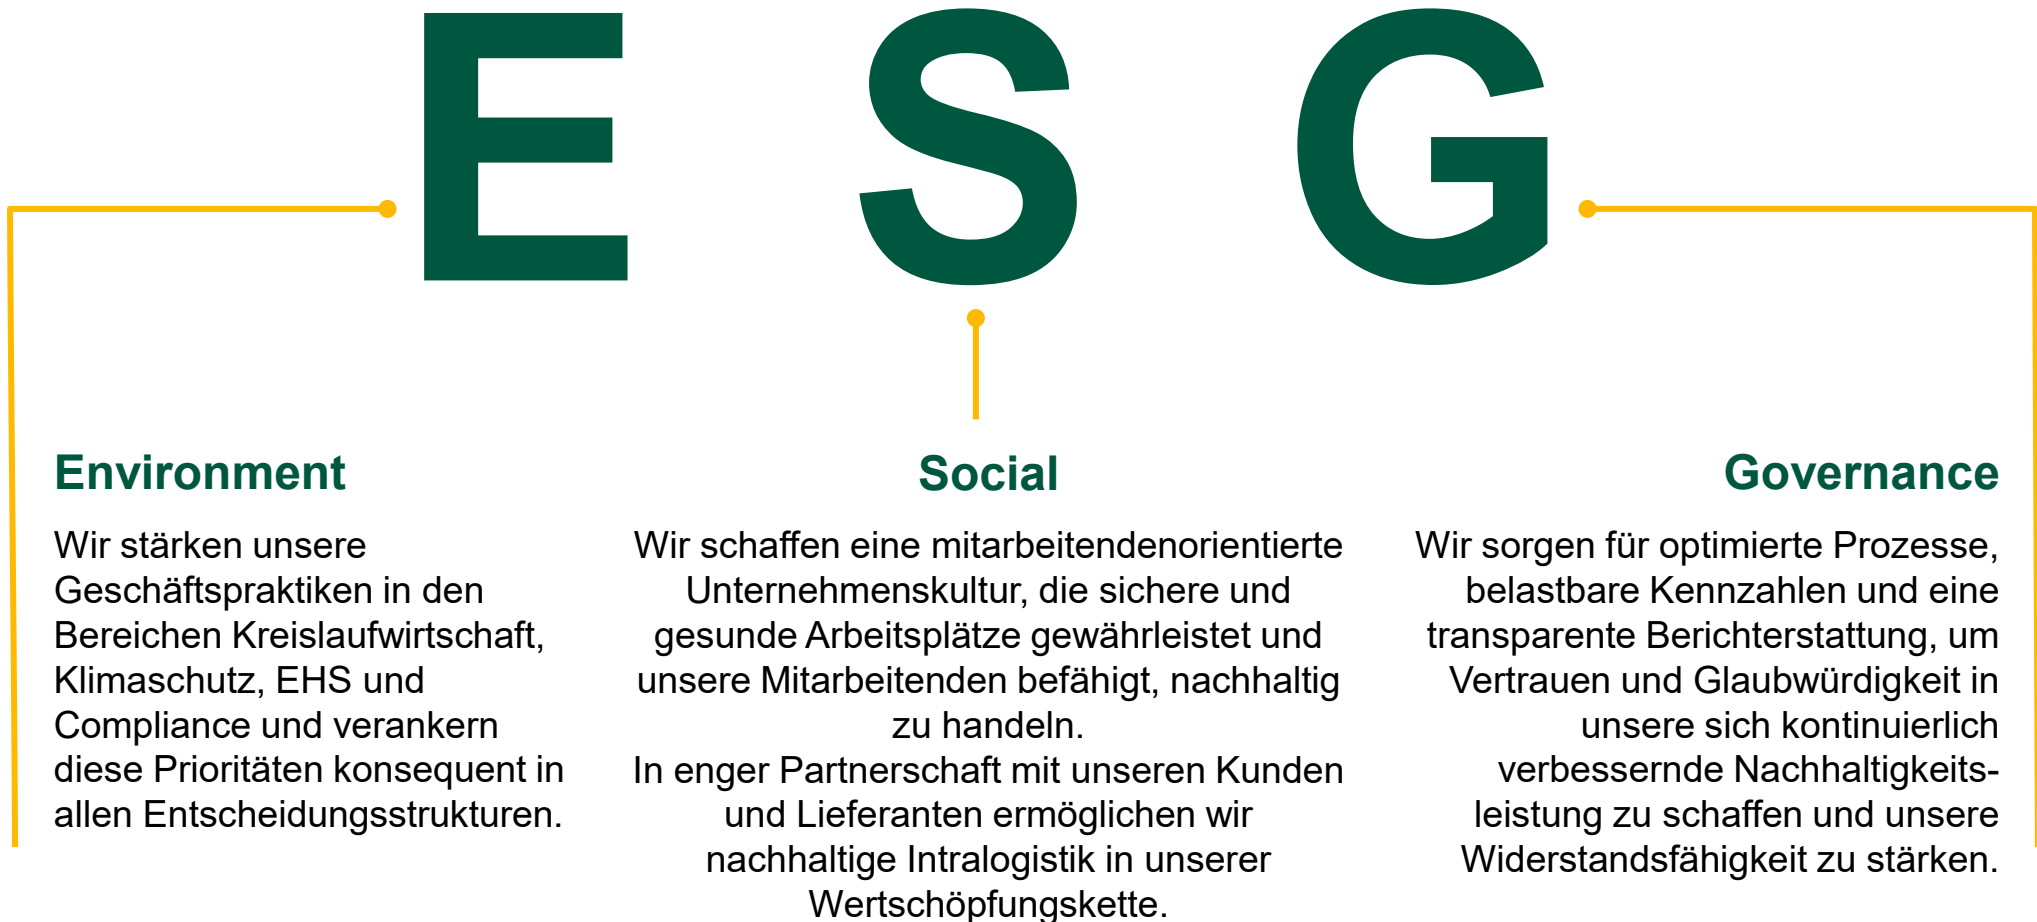 E S G
Environment
Wir stärken unsere
Geschäftspraktiken in den
Bereichen Kreislaufwirtschaft,
Klimaschutz, EHS und
Compliance und verankern
diese Prioritäten konsequent in
allen Entscheidungsstrukturen.
Social
Wir schaffen eine mitarbeitendenorientierte
Unternehmenskultur, die sichere und
gesunde Arbeitsplätze gewährleistet und
unsere Mitarbeitenden befähigt, nachhaltig
zu handeln.
In enger Partnerschaft mit unseren Kunden
und Lieferanten ermöglichen wir
nachhaltige Intralogistik in unserer
Wertschöpfungskette.
Governance
Wir sorgen für optimierte Prozesse,
belastbare Kennzahlen und eine
transparente Berichterstattung, um
Vertrauen und Glaubwürdigkeit in
unsere sich kontinuierlich
verbessernde Nachhaltigkeits-
leistung zu schaffen und unsere
Widerstandsfähigkeit zu stärken.